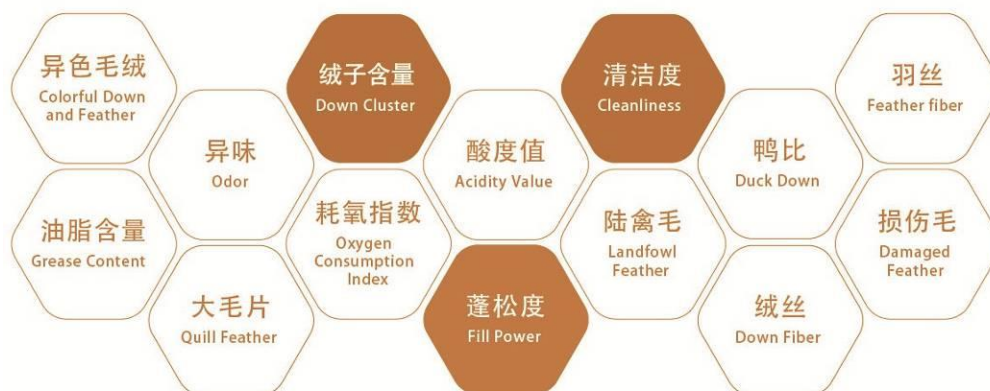 异色毛绒
Colorful Down
and Feather
绒子含量
Down Cluster
清洁度
Cleanliness
羽丝
Feather fiber
异味
Odor
酸度值
Acidity Value
鸭比
Duck Down
油脂含量
Grease Content
耗氧指数
Oxygen
Consumption
Index
陆禽毛
Landfowl
Feather
损伤毛
Damaged
Feather
大毛片
Quill Feather
蓬松度
Fill Power
绒丝
Down Fiber